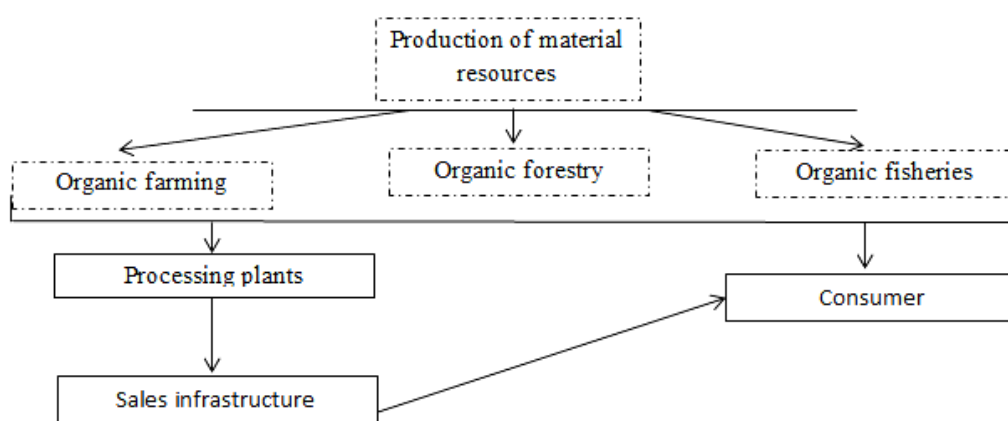 Production of material
resources
Organic farming
Organic forestry
Organic fisheries
Processing plants
Consumer
Sales infrastructure